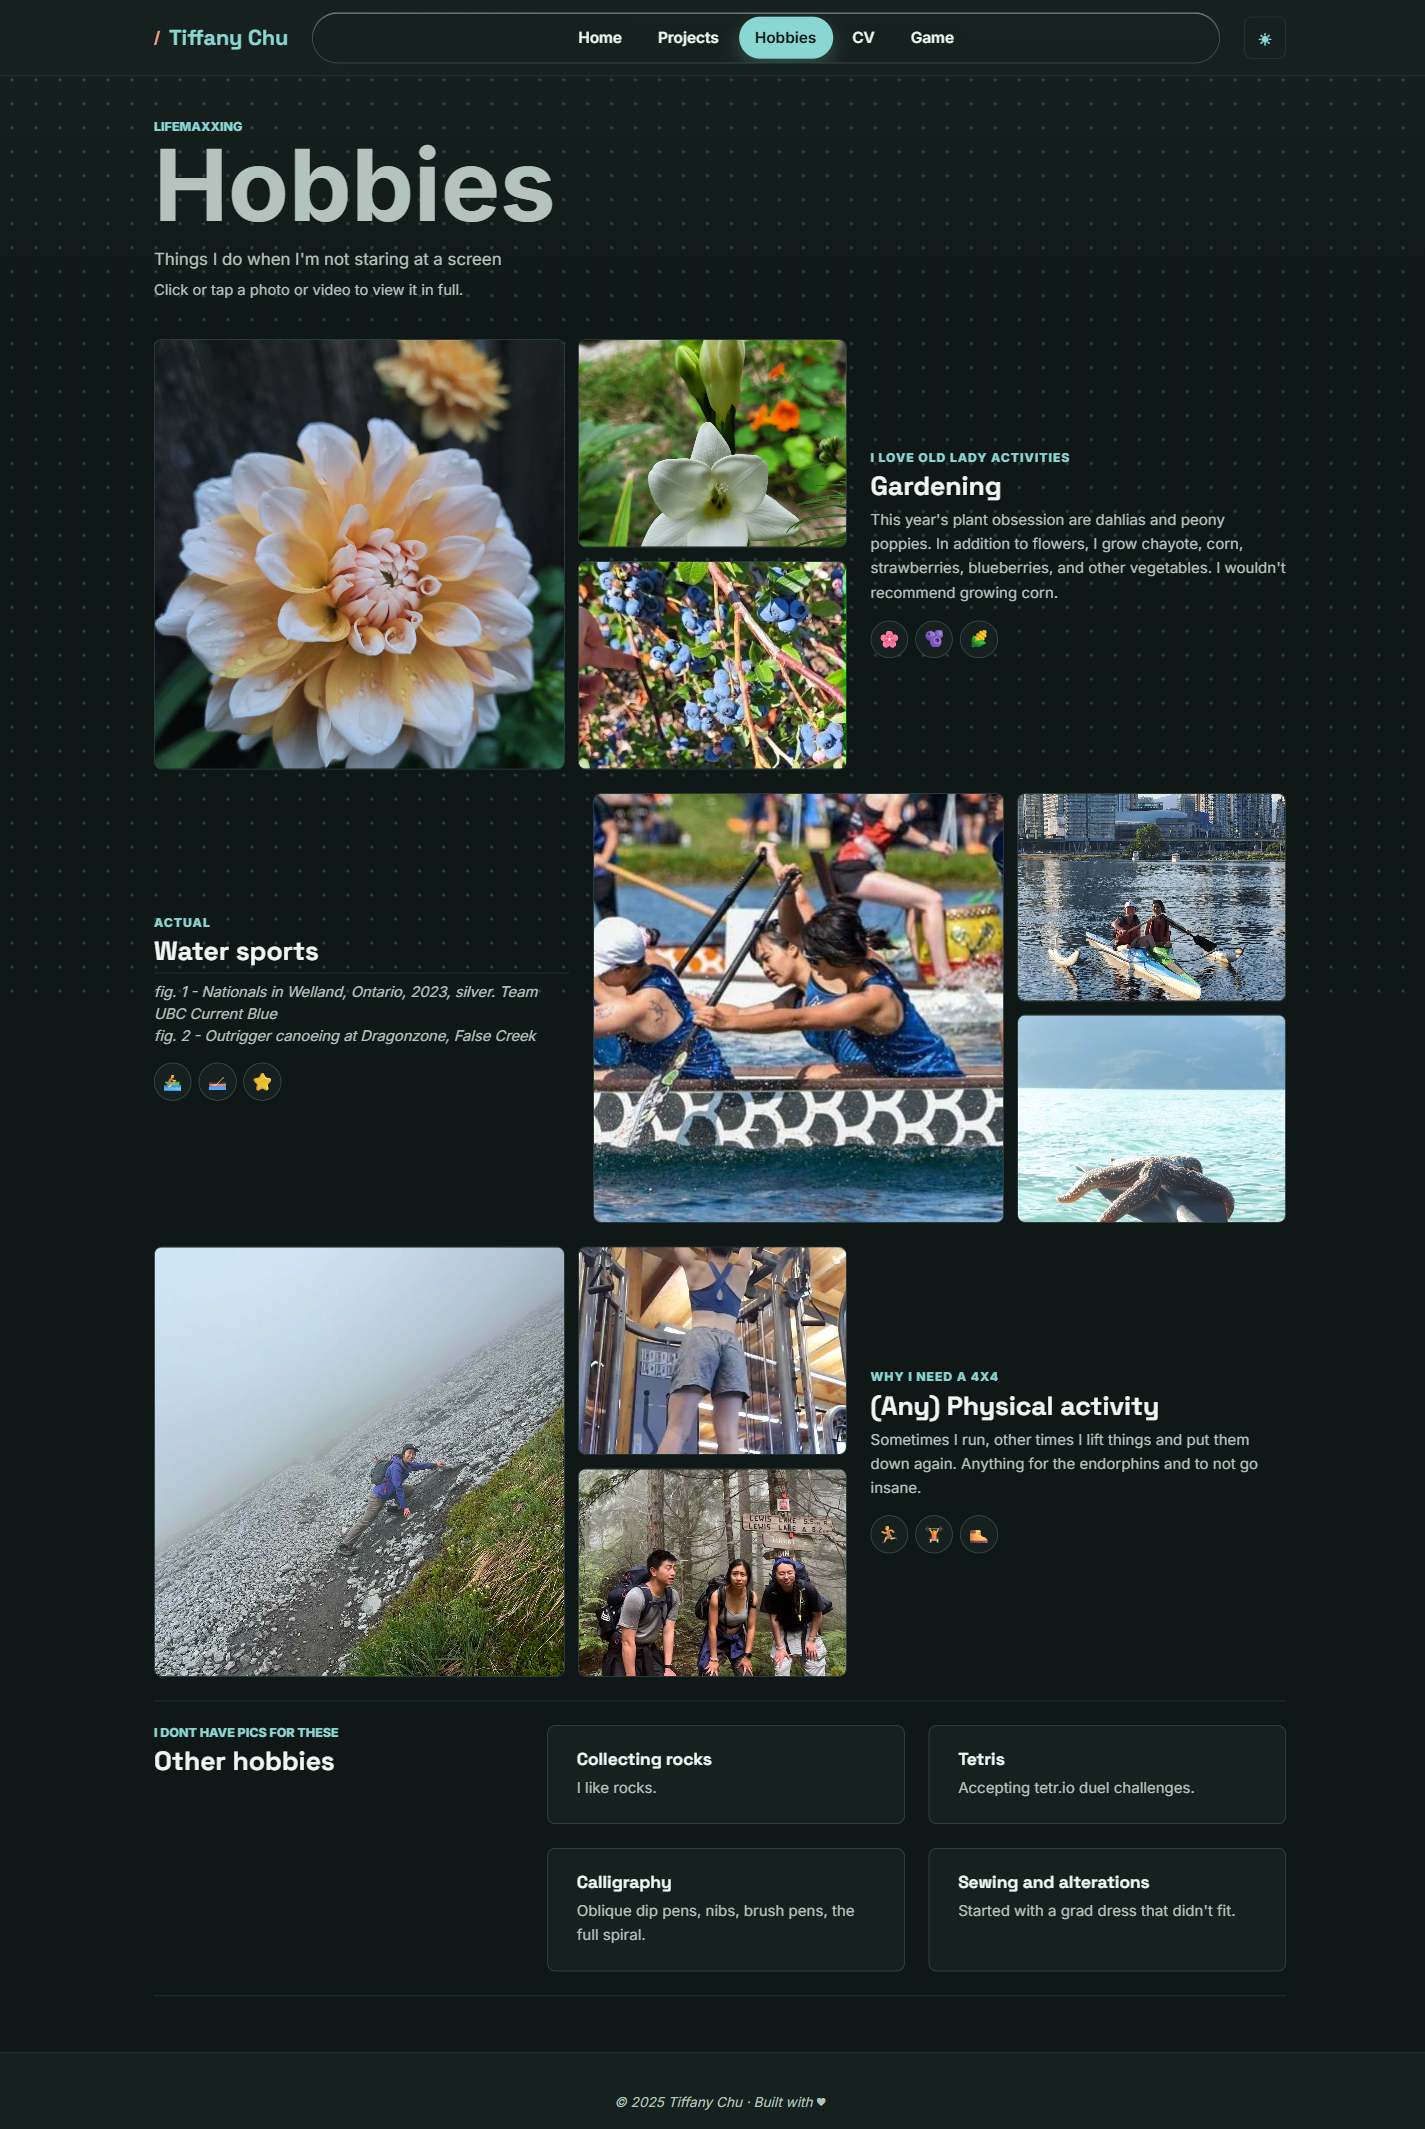 / Tiffany Chu
Home Projects Hobbies CV Game
LIFEMAXXING
Hobbies
Things I do when I'm not staring at a screen
Click or tap a photo or video to view it in full.
I LOVE OLD LADY ACTIVITIES
Gardening
This year's plant obsession are dahlias and peony
poppies. In addition to flowers, I grow chayote, corn,
strawberries, blueberries, and other vegetables. I wouldn't
recommend growing corn.
ACTUAL
Water sports
fig. 1 - Nationals in Welland, Ontario, 2023, silver. Team
UBC Current Blue
fig. 2 - Outrigger canoeing at Dragonzone, False Creek
WHY I NEED A 4X4
(Any) Physical activity
Sometimes I run, other times I lift things and put them
down again. Anything for the endorphins and to not go
insane.
LEWIS LAKE 5.5
LEWIS LAKE
I DONT HAVE PICS FOR THESE
Other hobbies
Collecting rocks
I like rocks.
Tetris
Accepting tetr.io duel challenges.
Calligraphy
Oblique dip pens, nibs, brush pens, the
full spiral.
Sewing and alterations
Started with a grad dress that didn't fit.
© 2025 Tiffany Chu · Built with ♥